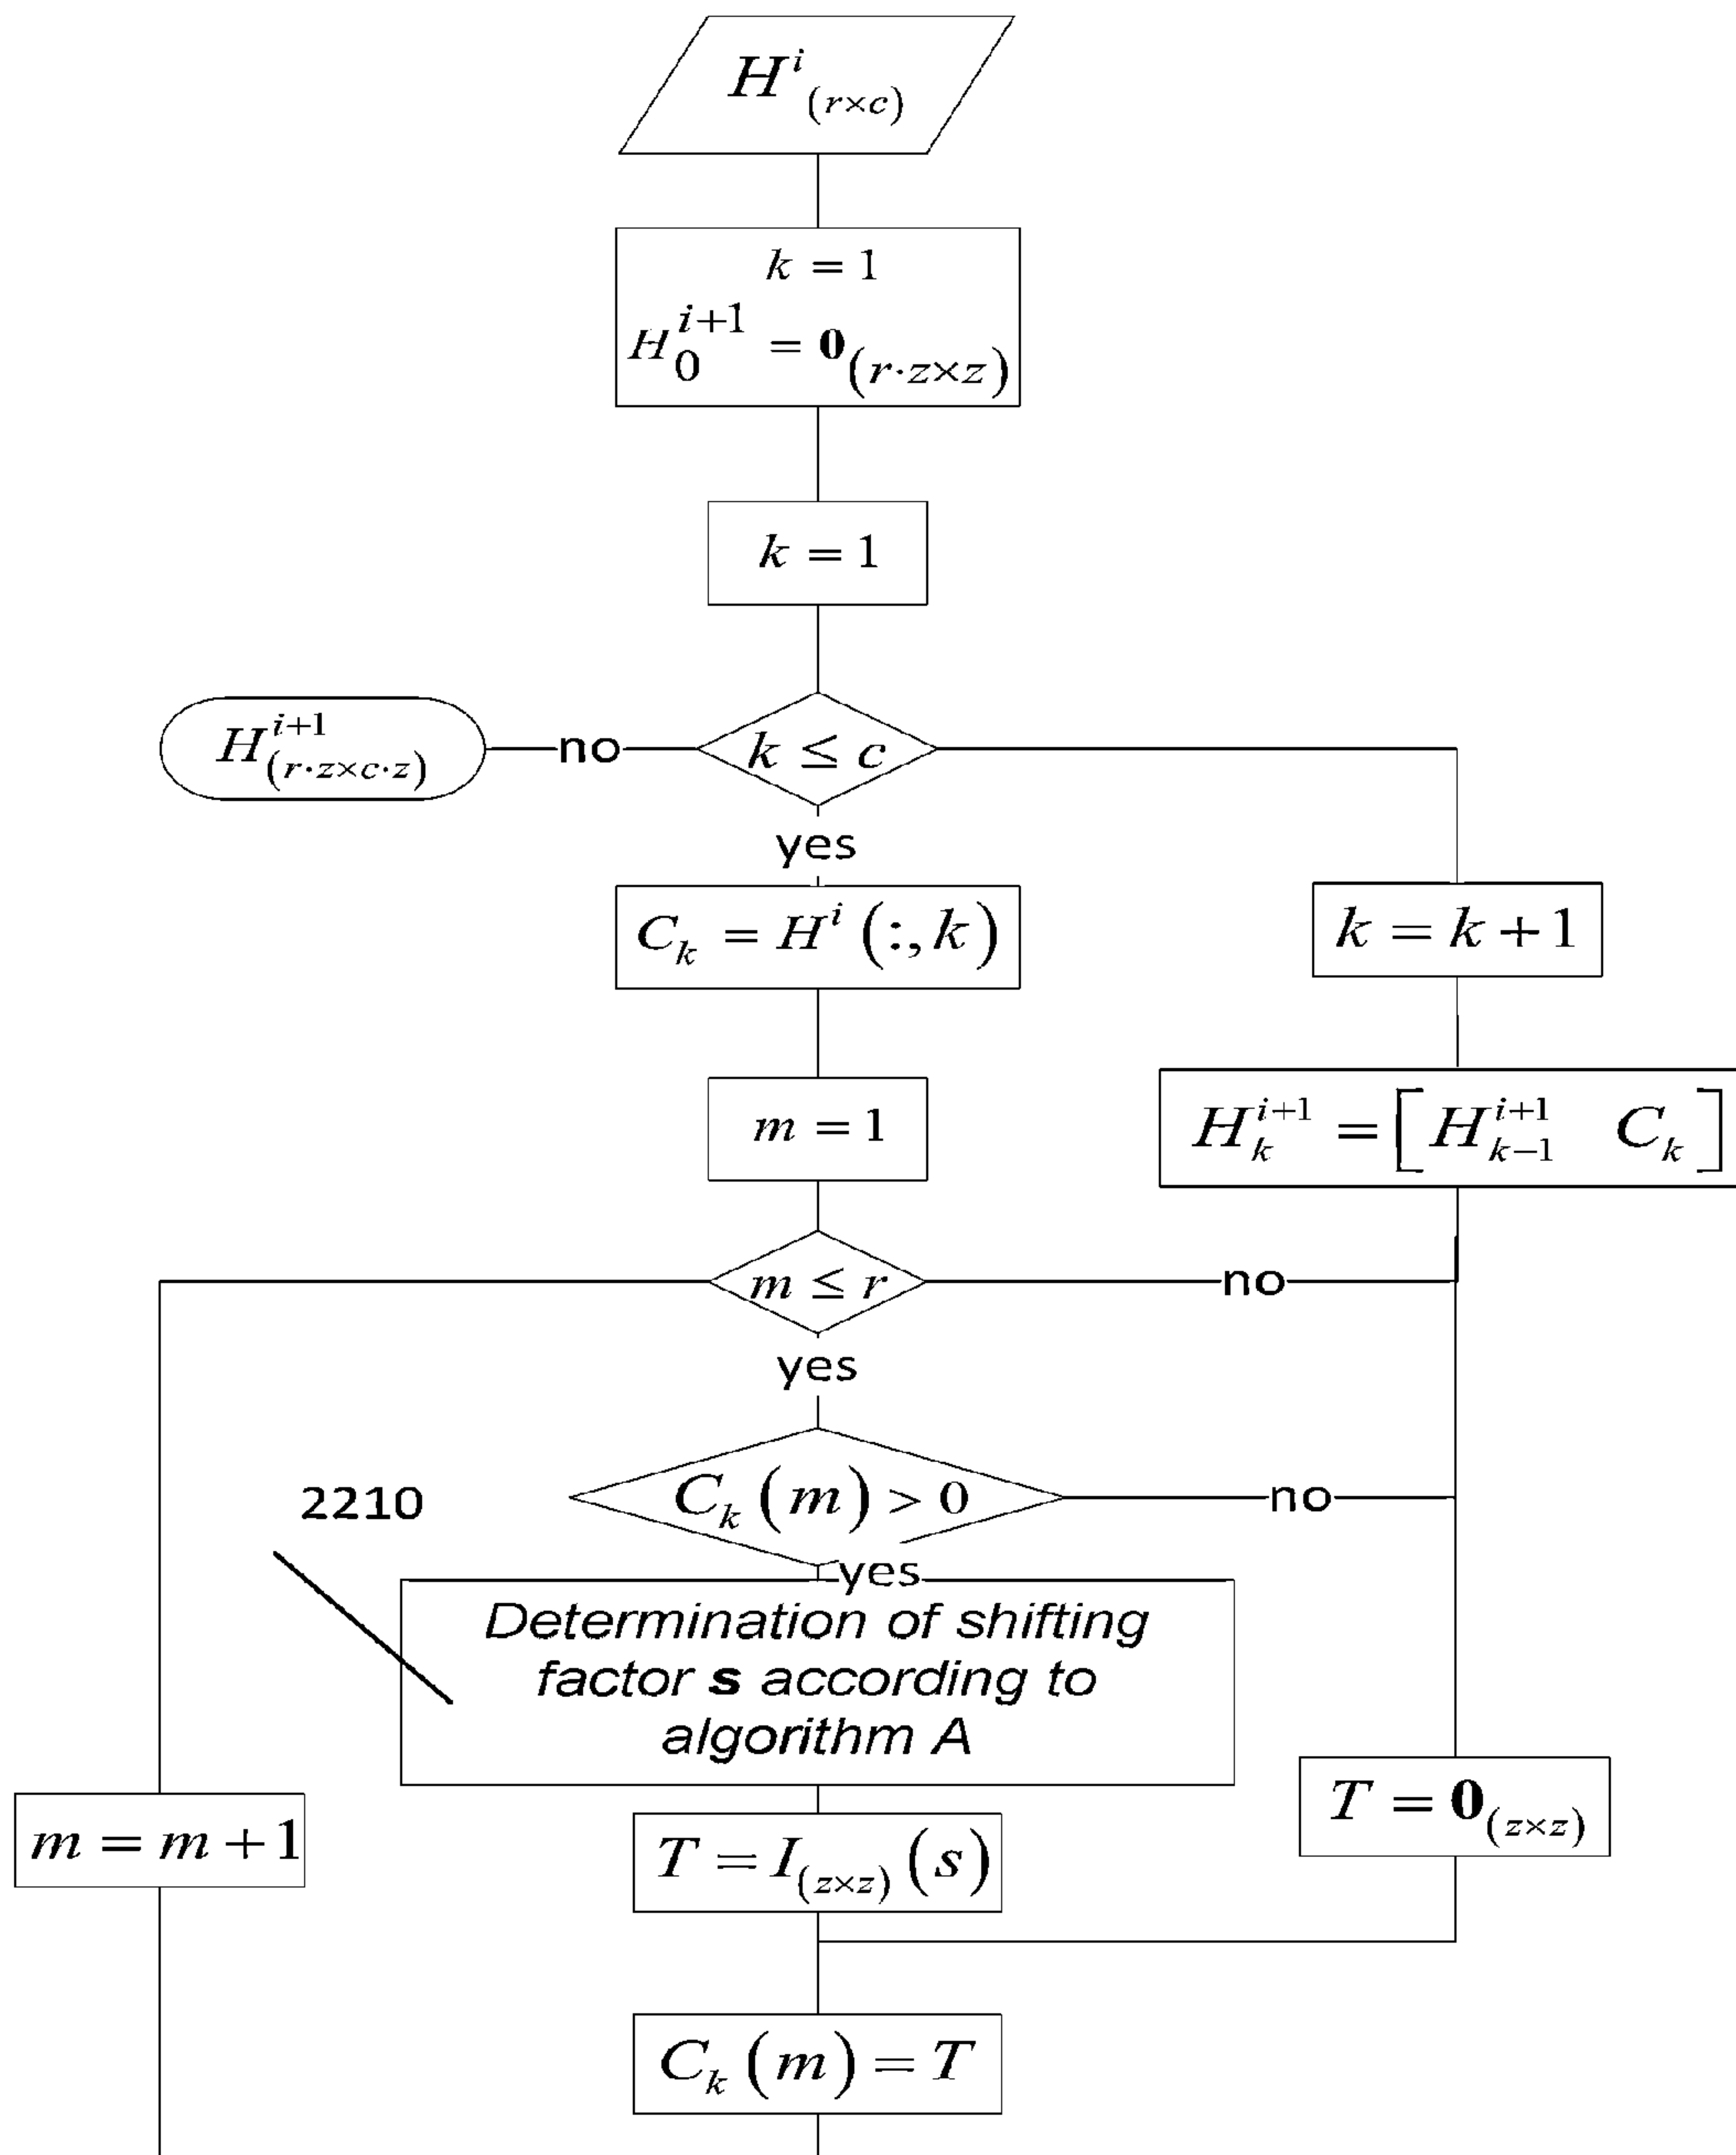 H^i_(r×c)
k = 1
H_0^{i+1} = 0_(r·z×z)
k = 1
H^{i+1}_(r·z×c·z)
no
k ≤ c
yes
C_k = H^i (:, k)
k = k + 1
m = 1
H_k^{i+1} = [ H_{k−1}^{i+1} C_k ]
m ≤ r
no
yes
2210
C_k (m) > 0
no
yes
Determination of shifting
factor s according to
algorithm A
m = m + 1
T = I_(z×z) (s)
T = 0_(z×z)
C_k (m) = T